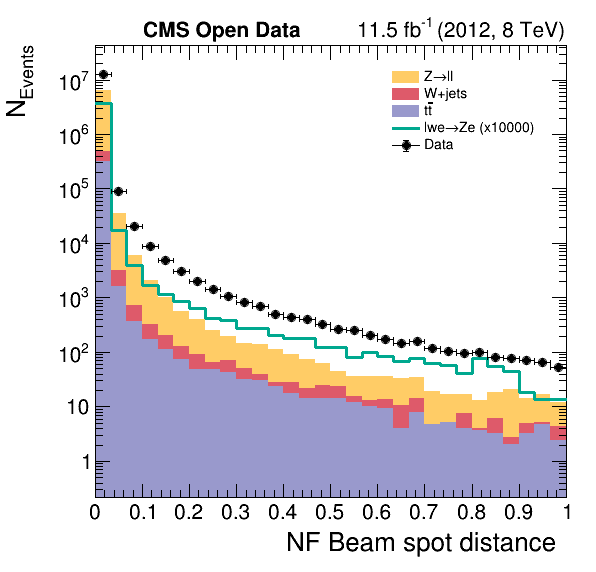 CMS Open Data 11.5 fb⁻¹ (2012, 8 TeV)
N_Events
10⁷
10⁶
10⁵
10⁴
10³
10²
10
1
Z→ll
W+jets
tt̄
lwe→Ze (x10000)
Data
0 0.1 0.2 0.3 0.4 0.5 0.6 0.7 0.8 0.9 1
NF Beam spot distance